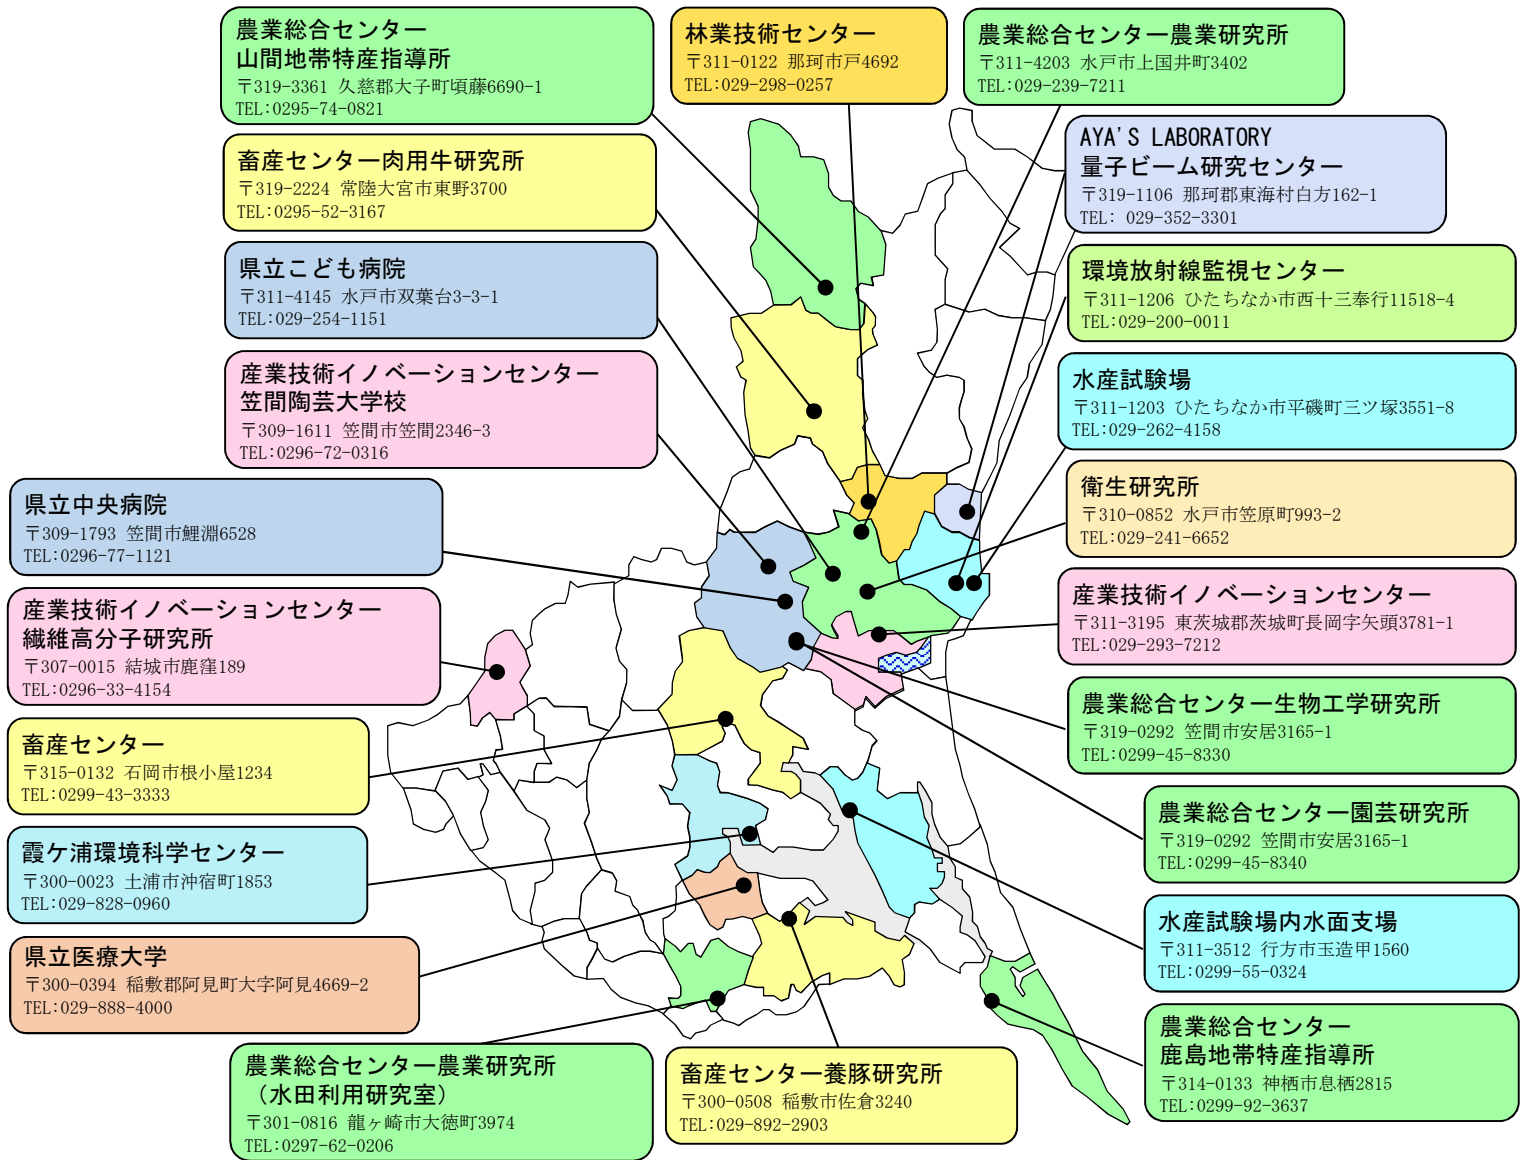 農業総合センター
山間地帯特産指導所
〒319-3361 久慈郡大子町頃藤6690-1
TEL:0295-74-0821
林業技術センター
〒311-0122 那珂市戸4692
TEL:029-298-0257
農業総合センター農業研究所
〒311-4203 水戸市上国井町3402
TEL:029-239-7211
畜産センター肉用牛研究所
〒319-2224 常陸大宮市東野3700
TEL:0295-52-3167
AYA'S LABORATORY
量子ビーム研究センター
〒319-1106 那珂郡東海村白方162-1
TEL: 029-352-3301
県立こども病院
〒311-4145 水戸市双葉台3-3-1
TEL:029-254-1151
環境放射線監視センター
〒311-1206 ひたちなか市西十三奉行11518-4
TEL:029-200-0011
産業技術イノベーションセンター
笠間陶芸大学校
〒309-1611 笠間市笠間2346-3
TEL:0296-72-0316
水産試験場
〒311-1203 ひたちなか市平磯町三ツ塚3551-8
TEL:029-262-4158
県立中央病院
〒309-1793 笠間市鯉淵6528
TEL:0296-77-1121
衛生研究所
〒310-0852 水戸市笠原町993-2
TEL:029-241-6652
産業技術イノベーションセンター
繊維高分子研究所
〒307-0015 結城市鹿窪189
TEL:0296-33-4154
産業技術イノベーションセンター
〒311-3195 東茨城郡茨城町長岡字矢頭3781-1
TEL:029-293-7212
畜産センター
〒315-0132 石岡市根小屋1234
TEL:0299-43-3333
農業総合センター生物工学研究所
〒319-0292 笠間市安居3165-1
TEL:0299-45-8330
霞ケ浦環境科学センター
〒300-0023 土浦市沖宿町1853
TEL:029-828-0960
農業総合センター園芸研究所
〒319-0292 笠間市安居3165-1
TEL:0299-45-8340
県立医療大学
〒300-0394 稲敷郡阿見町大字阿見4669-2
TEL:029-888-4000
水産試験場内水面支場
〒311-3512 行方市玉造甲1560
TEL:0299-55-0324
農業総合センター農業研究所
(水田利用研究室)
〒301-0816 龍ヶ崎市大徳町3974
TEL:0297-62-0206
畜産センター養豚研究所
〒300-0508 稲敷市佐倉3240
TEL:029-892-2903
農業総合センター
鹿島地帯特産指導所
〒314-0133 神栖市息栖2815
TEL:0299-92-3637